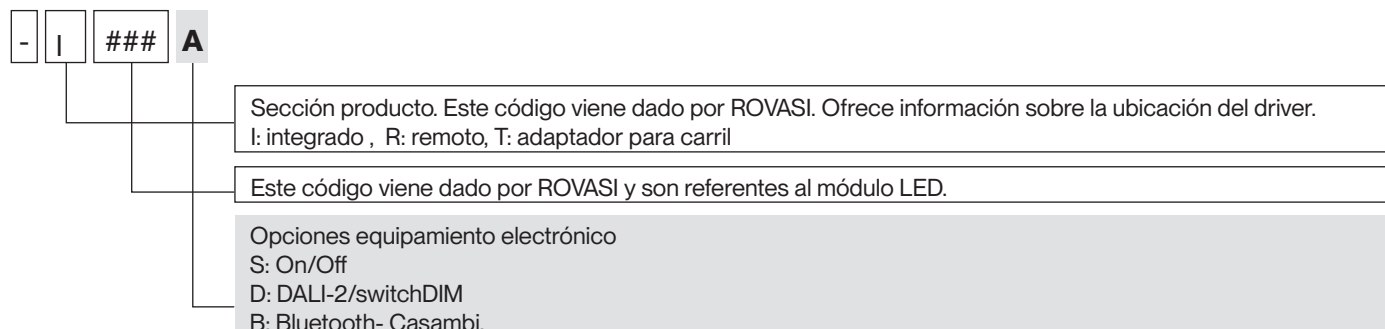 - I ### A
Sección producto. Este código viene dado por ROVASI. Ofrece información sobre la ubicación del driver.
I: integrado , R: remoto, T: adaptador para carril
Este código viene dado por ROVASI y son referentes al módulo LED.
Opciones equipamiento electrónico
S: On/Off
D: DALI-2/switchDIM
B: Bluetooth- Casambi.